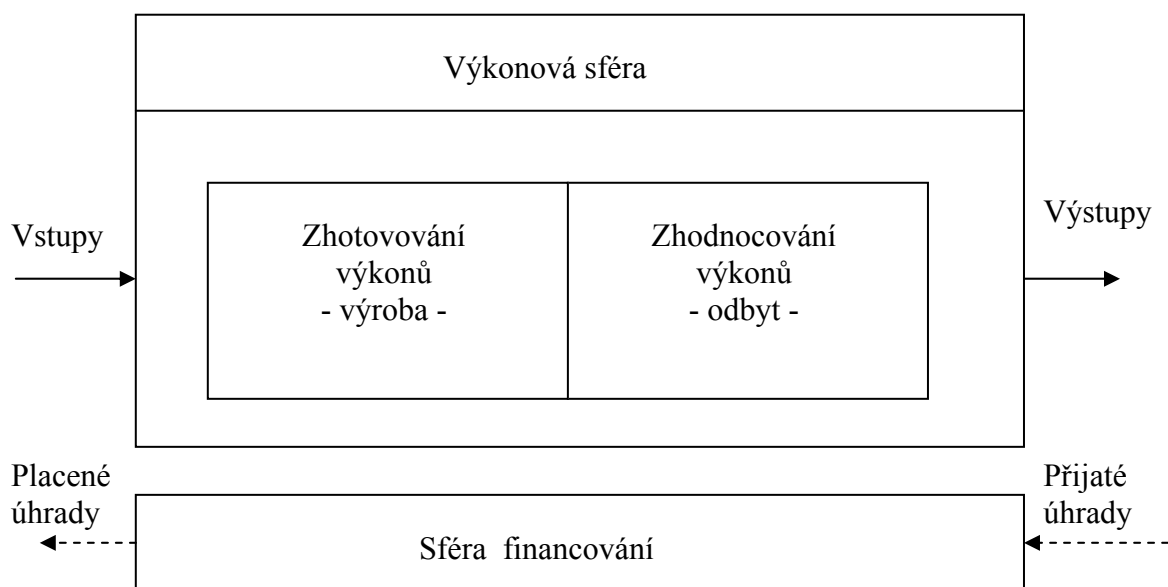 Výkonová sféra
Vstupy
Zhotovování
výkonů
- výroba -
Zhodnocování
výkonů
- odbyt -
Výstupy
Placené
úhrady
Sféra financování
Přijaté
úhrady